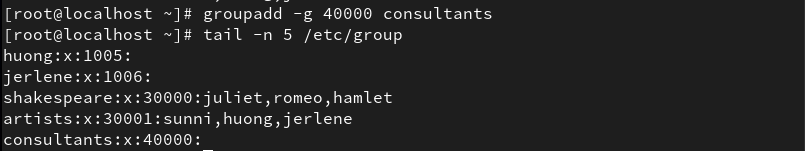 [root@localhost ~]# groupadd -g 40000 consultants
[root@localhost ~]# tail -n 5 /etc/group
huong:x:1005:
jerlene:x:1006:
shakespeare:x:30000:juliet,romeo,hamlet
artists:x:30001:sunni,huong,jerlene
consultants:x:40000: